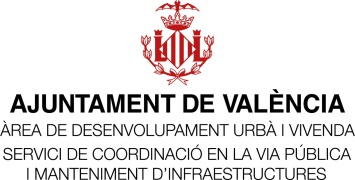 AJUNTAMENT DE VALÈNCIA
ÀREA DE DESENVOLUPAMENT URBÀ I VIVENDA
SERVICI DE COORDINACIÓ EN LA VIA PÚBLICA
I MANTENIMENT D'INFRAESTRUCTURES